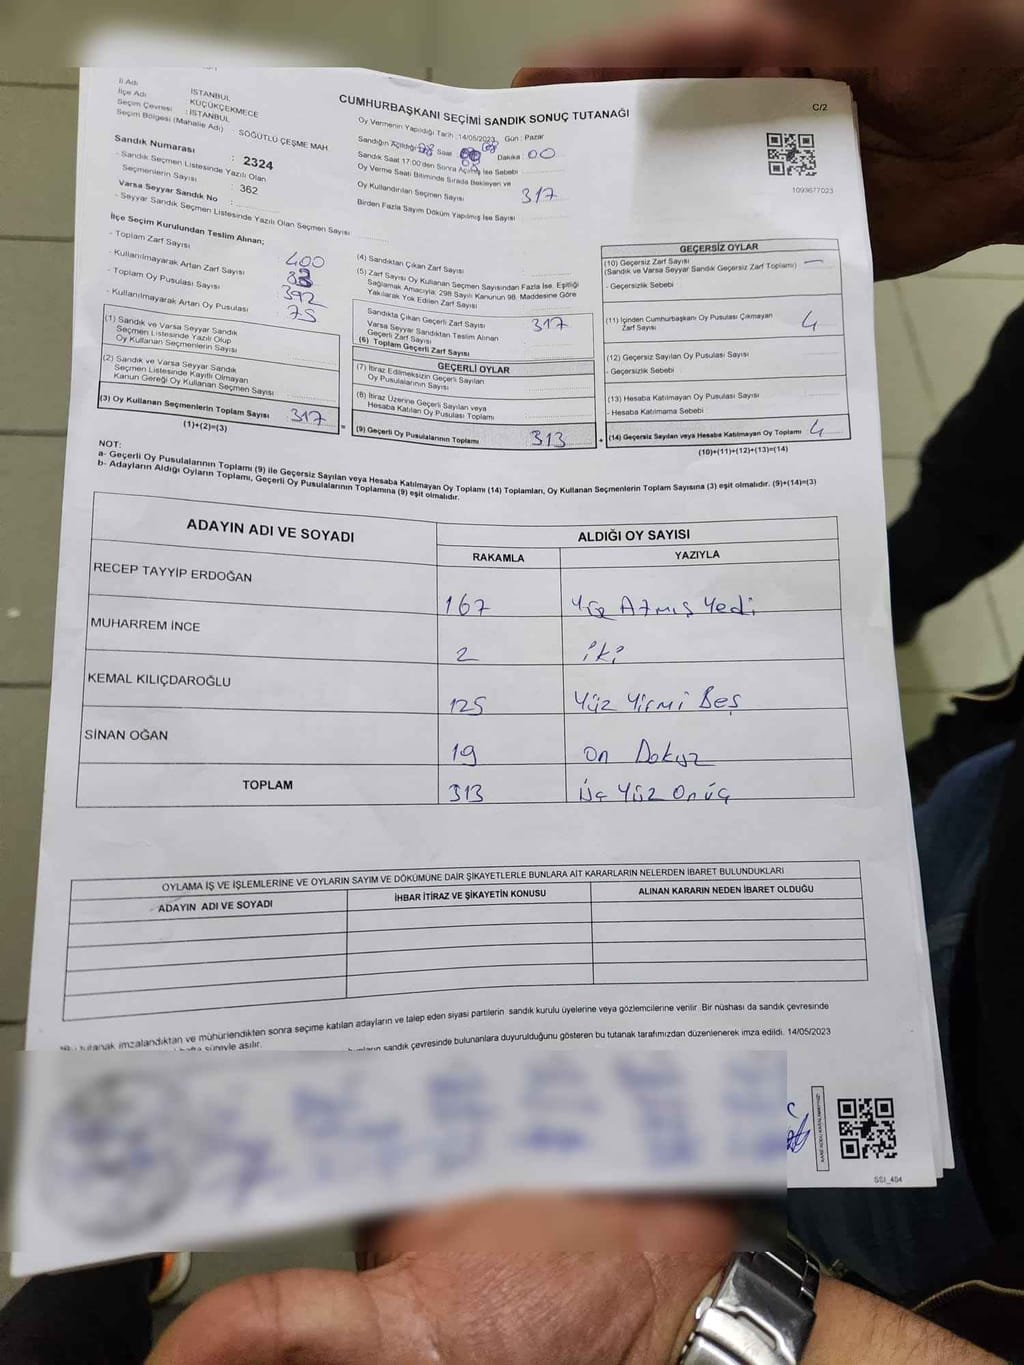 İl Adı
İSTANBUL
İlçe Adı
KÜÇÜKÇEKMECE
Seçim Çevresi : İSTANBUL
Seçim Bölgesi (Mahalle Adı) : SOĞÜTLÜ ÇEŞME MAH
CUMHURBAŞKANI SEÇİMİ SANDIK SONUÇ TUTANAĞI
C/2
Oy Vermenin Yapıldığı Tarih : 14/05/2023 Gün : Pazar
Sandığın Açıldığı Saat Dakika 00
Sandık Saat 17:00'den Sonra Açılmış İse Sebebi
Oy Verme Saati Bitiminde Sırada Bekleyen ve
Oy Kullandırılan Seçmen Sayısı 317
Birden Fazla Sayım Döküm Yapılmış İse Sayısı
1093677023
Sandık Numarası : 2324
- Sandık Seçmen Listesinde Yazılı Olan
Seçmenlerin Sayısı : 362
Varsa Seyyar Sandık No :
- Seyyar Sandık Seçmen Listesinde Yazılı Olan Seçmen Sayısı
İlçe Seçim Kurulundan Teslim Alınan;
- Toplam Zarf Sayısı 400
- Kullanılmayarak Artan Zarf Sayısı
- Toplam Oy Pusulası Sayısı 392
- Kullanılmayarak Artan Oy Pusulası 75
(1) Sandık ve Varsa Seyyar Sandık
Seçmen Listesinde Yazılı Olup
Oy Kullanan Seçmenlerin Sayısı
(2) Sandık ve Varsa Seyyar Sandık
Seçmen Listesinde Kayıtlı Olmayan
Kanun Gereği Oy Kullanan Seçmen Sayısı
(3) Oy Kullanan Seçmenlerin Toplam Sayısı 317
(1)+(2)=(3)
(4) Sandıktan Çıkan Zarf Sayısı
(5) Zarf Sayısı Oy Kullanan Seçmen Sayısından Fazla İse, Eşitliği
Sağlamak Amacıyla; 298 Sayılı Kanunun 98. Maddesine Göre
Yakılarak Yok Edilen Zarf Sayısı
Sandıkta Çıkan Geçerli Zarf Sayısı 317
Varsa Seyyar Sandıktan Teslim Alınan
Geçerli Zarf Sayısı
(6) Toplam Geçerli Zarf Sayısı
GEÇERLİ OYLAR
(7) İtiraz Edilmeksizin Geçerli Sayılan
Oy Pusulalarının Sayısı
(8) İtiraz Üzerine Geçerli Sayılan veya
Hesaba Katılan Oy Pusulası Toplamı
= (9) Geçerli Oy Pusulalarının Toplamı 313
GEÇERSİZ OYLAR
(10) Geçersiz Zarf Sayısı —
(Sandık ve Varsa Seyyar Sandık Geçersiz Zarf Toplamı)
- Geçersizlik Sebebi
(11) İçinden Cumhurbaşkanı Oy Pusulası Çıkmayan
Zarf Sayısı 4
(12) Geçersiz Sayılan Oy Pusulası Sayısı
- Geçersizlik Sebebi
(13) Hesaba Katılmayan Oy Pusulası Sayısı
- Hesaba Katılmama Sebebi
+ (14) Geçersiz Sayılan veya Hesaba Katılmayan Oy Toplamı 4
(10)+(11)+(12)+(13)=(14)
NOT:
a- Geçerli Oy Pusulalarının Toplamı (9) ile Geçersiz Sayılan veya Hesaba Katılmayan Oy Toplamı (14) Toplamları, Oy Kullanan Seçmenlerin Toplam Sayısına (3) eşit olmalıdır. (9)+(14)=(3)
b- Adayların Aldığı Oyların Toplamı, Geçerli Oy Pusulalarının Toplamına (9) eşit olmalıdır.
ADAYIN ADI VE SOYADI ALDIĞI OY SAYISI
RAKAMLA YAZIYLA
RECEP TAYYİP ERDOĞAN 167 Yüz Atmış Yedi
MUHARREM İNCE 2 iki
KEMAL KILIÇDAROĞLU 125 Yüz Yirmi Beş
SİNAN OĞAN 19 On Dokuz
TOPLAM 313 Üç Yüz Onüç
OYLAMA İŞ VE İŞLEMLERİNE VE OYLARIN SAYIM VE DÖKÜMÜNE DAİR ŞİKAYETLERLE BUNLARA AİT KARARLARIN NELERDEN İBARET BULUNDUKLARI
ADAYIN ADI VE SOYADI İHBAR İTİRAZ VE ŞİKAYETİN KONUSU ALINAN KARARIN NEDEN İBARET OLDUĞU
tutanak imzalandıktan ve mühürlendikten sonra seçime katılan adayların ve talep eden siyasi partilerin sandık kurulu üyelerine veya gözlemcilerine verilir. Bir nüshası da sandık çevresinde
süreyle asılır.
sandık çevresinde bulunanlara duyurulduğunu gösteren bu tutanak tarafımızdan düzenlenerek imza edildi. 14/05/2023
SSI_404